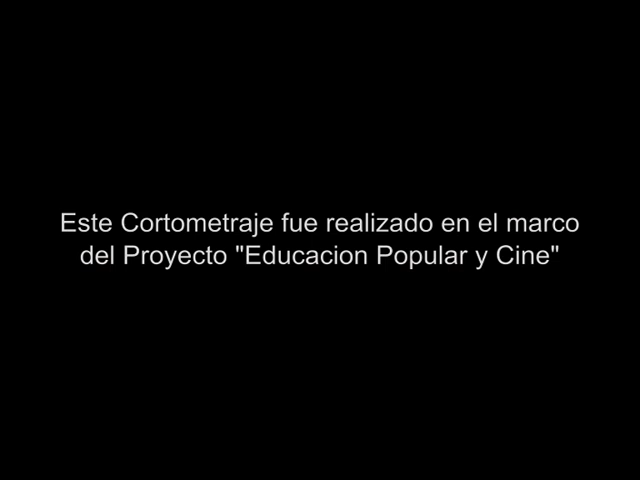 Este Cortometraje fue realizado en el marco
del Proyecto "Educacion Popular y Cine"